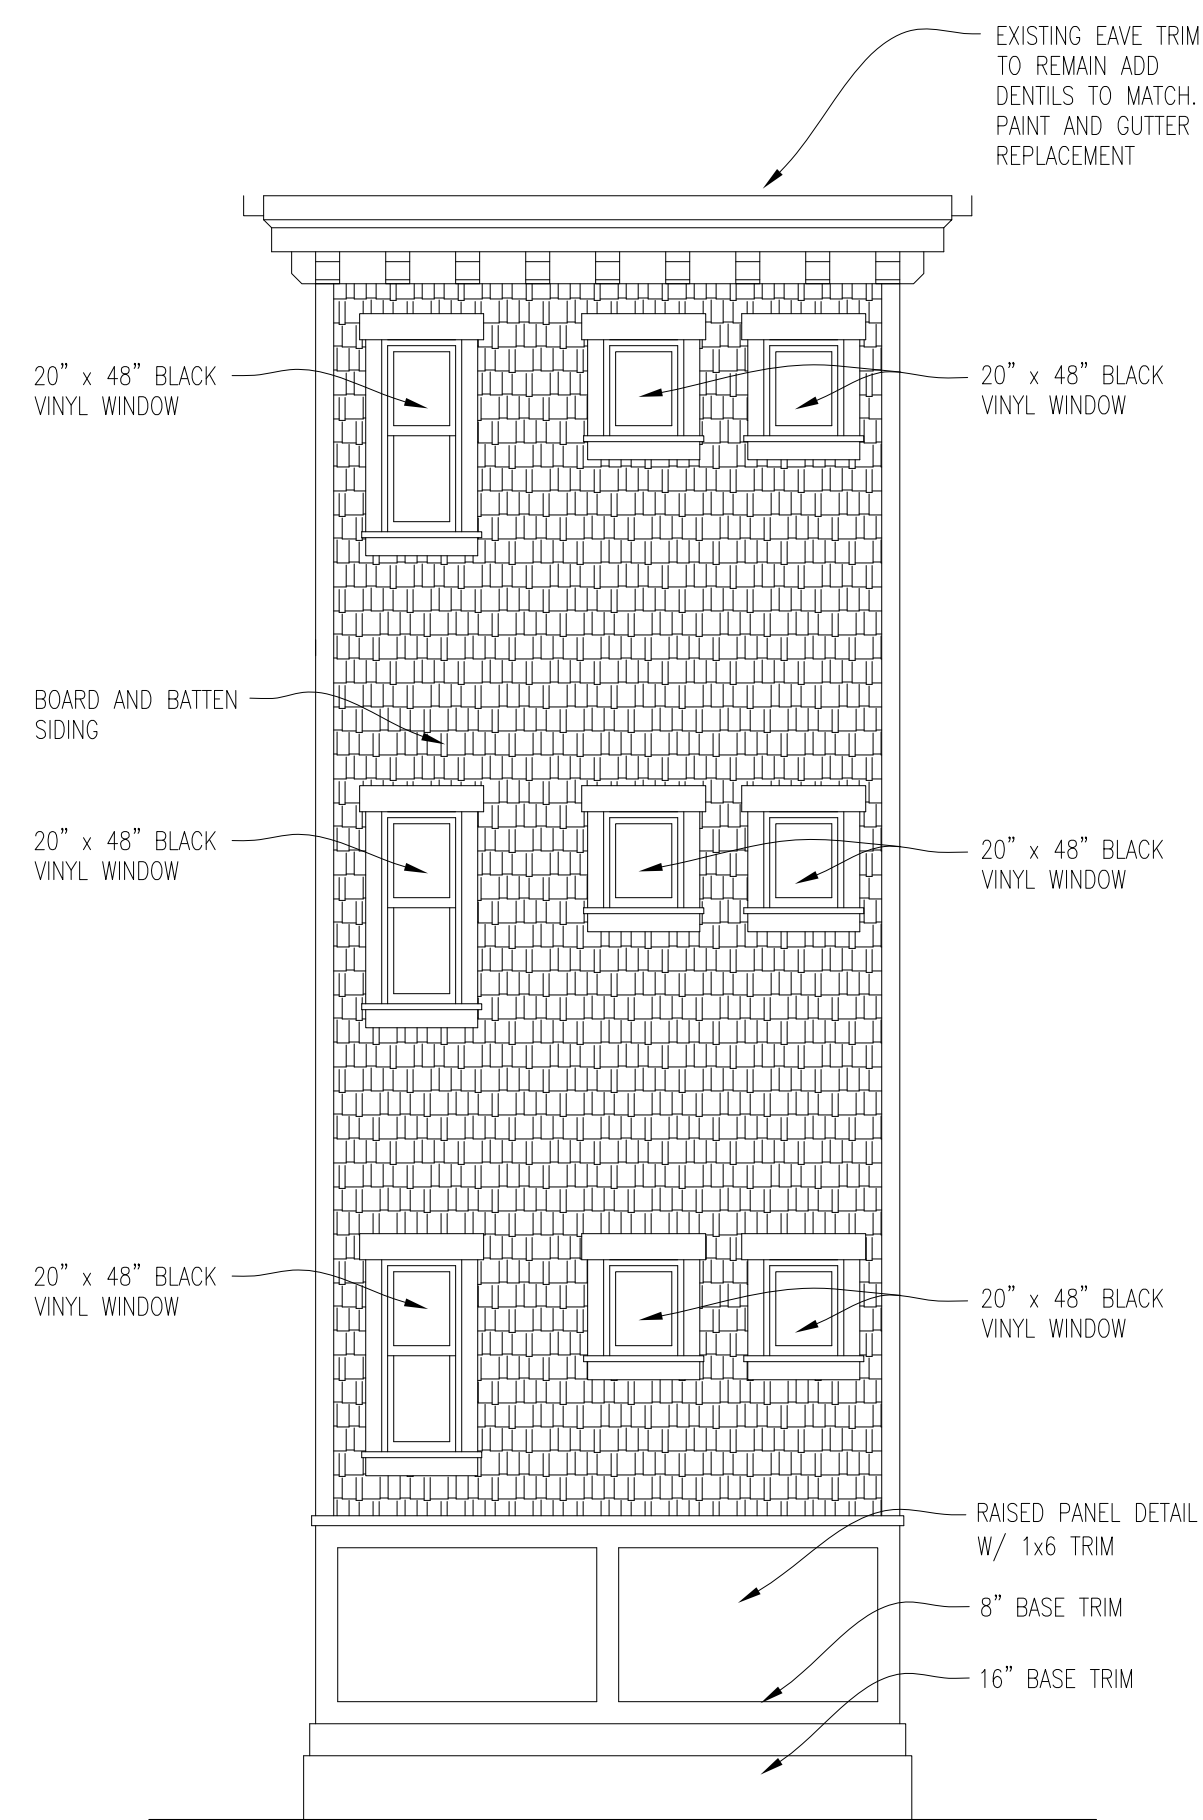 EXISTING EAVE TRIM
TO REMAIN ADD
DENTILS TO MATCH.
PAINT AND GUTTER
REPLACEMENT
20" x 48" BLACK
VINYL WINDOW
20" x 48" BLACK
VINYL WINDOW
BOARD AND BATTEN
SIDING
20" x 48" BLACK
VINYL WINDOW
20" x 48" BLACK
VINYL WINDOW
20" x 48" BLACK
VINYL WINDOW
20" x 48" BLACK
VINYL WINDOW
RAISED PANEL DETAIL
W/ 1x6 TRIM
8" BASE TRIM
16" BASE TRIM